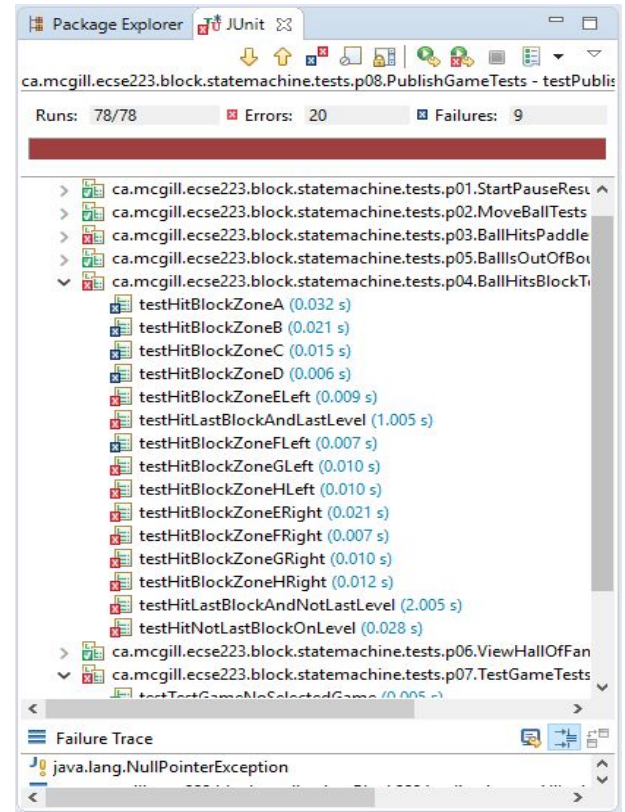 Package Explorer JUnit
ca.mcgill.ecse223.block.statemachine.tests.p08.PublishGameTests - testPublis
Runs: 78/78 Errors: 20 Failures: 9
ca.mcgill.ecse223.block.statemachine.tests.p01.StartPauseResu
ca.mcgill.ecse223.block.statemachine.tests.p02.MoveBallTests
ca.mcgill.ecse223.block.statemachine.tests.p03.BallHitsPaddle
ca.mcgill.ecse223.block.statemachine.tests.p05.BallIsOutOfBou
ca.mcgill.ecse223.block.statemachine.tests.p04.BallHitsBlockTe
testHitBlockZoneA (0.032 s)
testHitBlockZoneB (0.021 s)
testHitBlockZoneC (0.015 s)
testHitBlockZoneD (0.006 s)
testHitBlockZoneELeft (0.009 s)
testHitLastBlockAndLastLevel (1.005 s)
testHitBlockZoneFLeft (0.007 s)
testHitBlockZoneGLeft (0.010 s)
testHitBlockZoneHLeft (0.010 s)
testHitBlockZoneERight (0.021 s)
testHitBlockZoneFRight (0.007 s)
testHitBlockZoneGRight (0.010 s)
testHitBlockZoneHRight (0.012 s)
testHitLastBlockAndNotLastLevel (2.005 s)
testHitNotLastBlockOnLevel (0.028 s)
ca.mcgill.ecse223.block.statemachine.tests.p06.ViewHallOfFan
ca.mcgill.ecse223.block.statemachine.tests.p07.TestGameTests
testTestGameNoSelectedGame (0.005 s)
Failure Trace
java.lang.NullPointerException